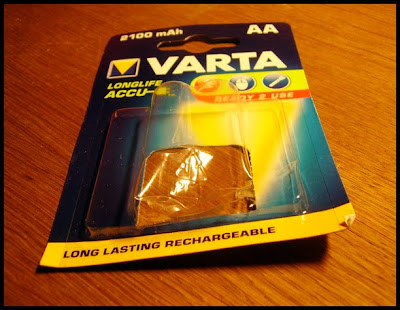 2100 mAh AA
VARTA
LONGLIFE
ACCU
READY 2 USE
LONG LASTING RECHARGEABLE